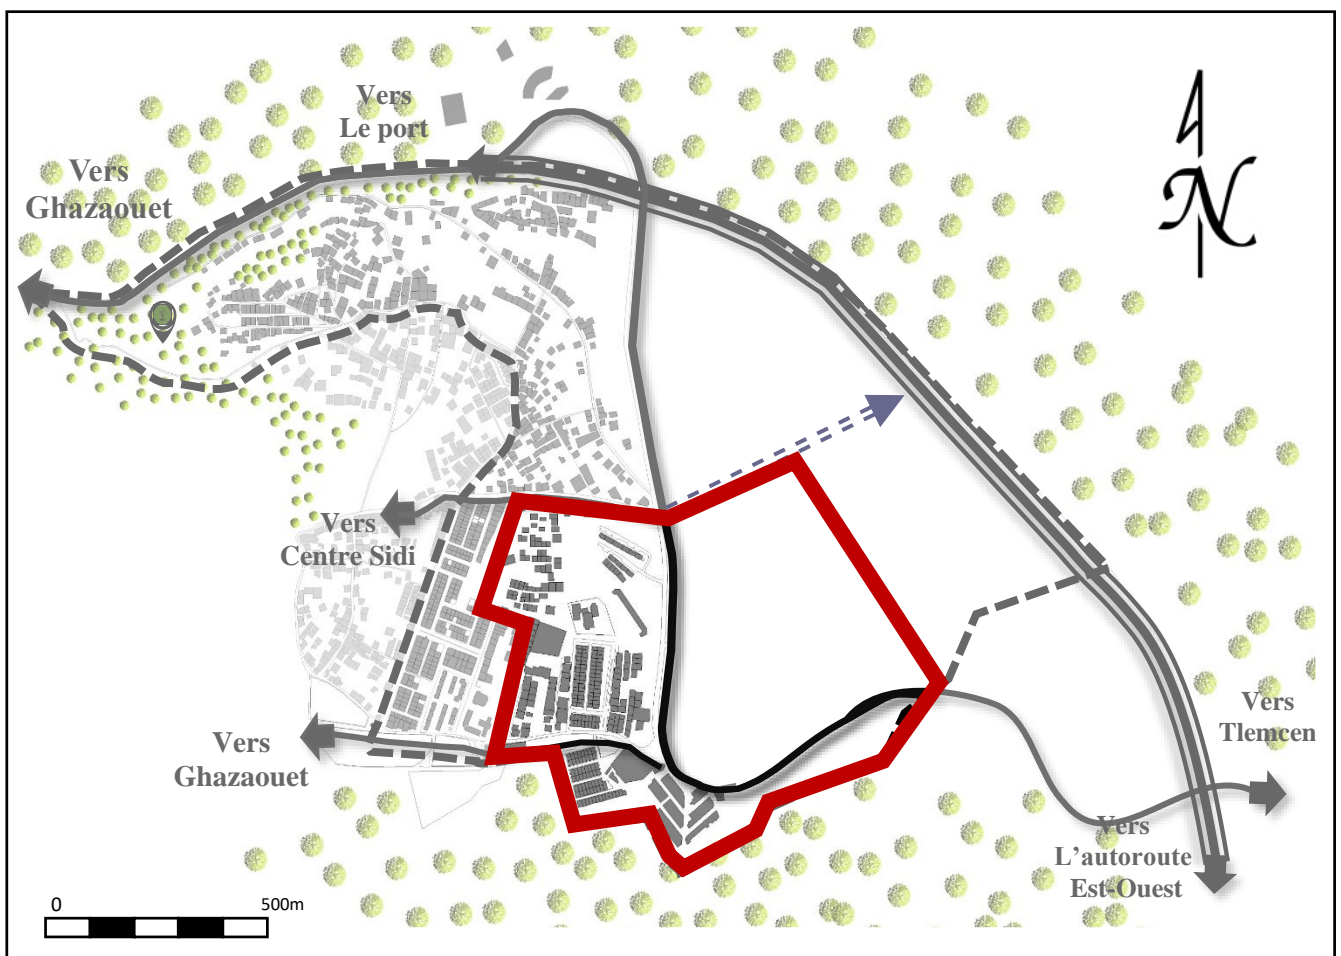 Vers
Le port
Vers
Ghazaouet
N
Vers
Centre Sidi
Vers
Ghazaouet
Vers
Tlemcen
Vers
L'autoroute
Est-Ouest
0 500m